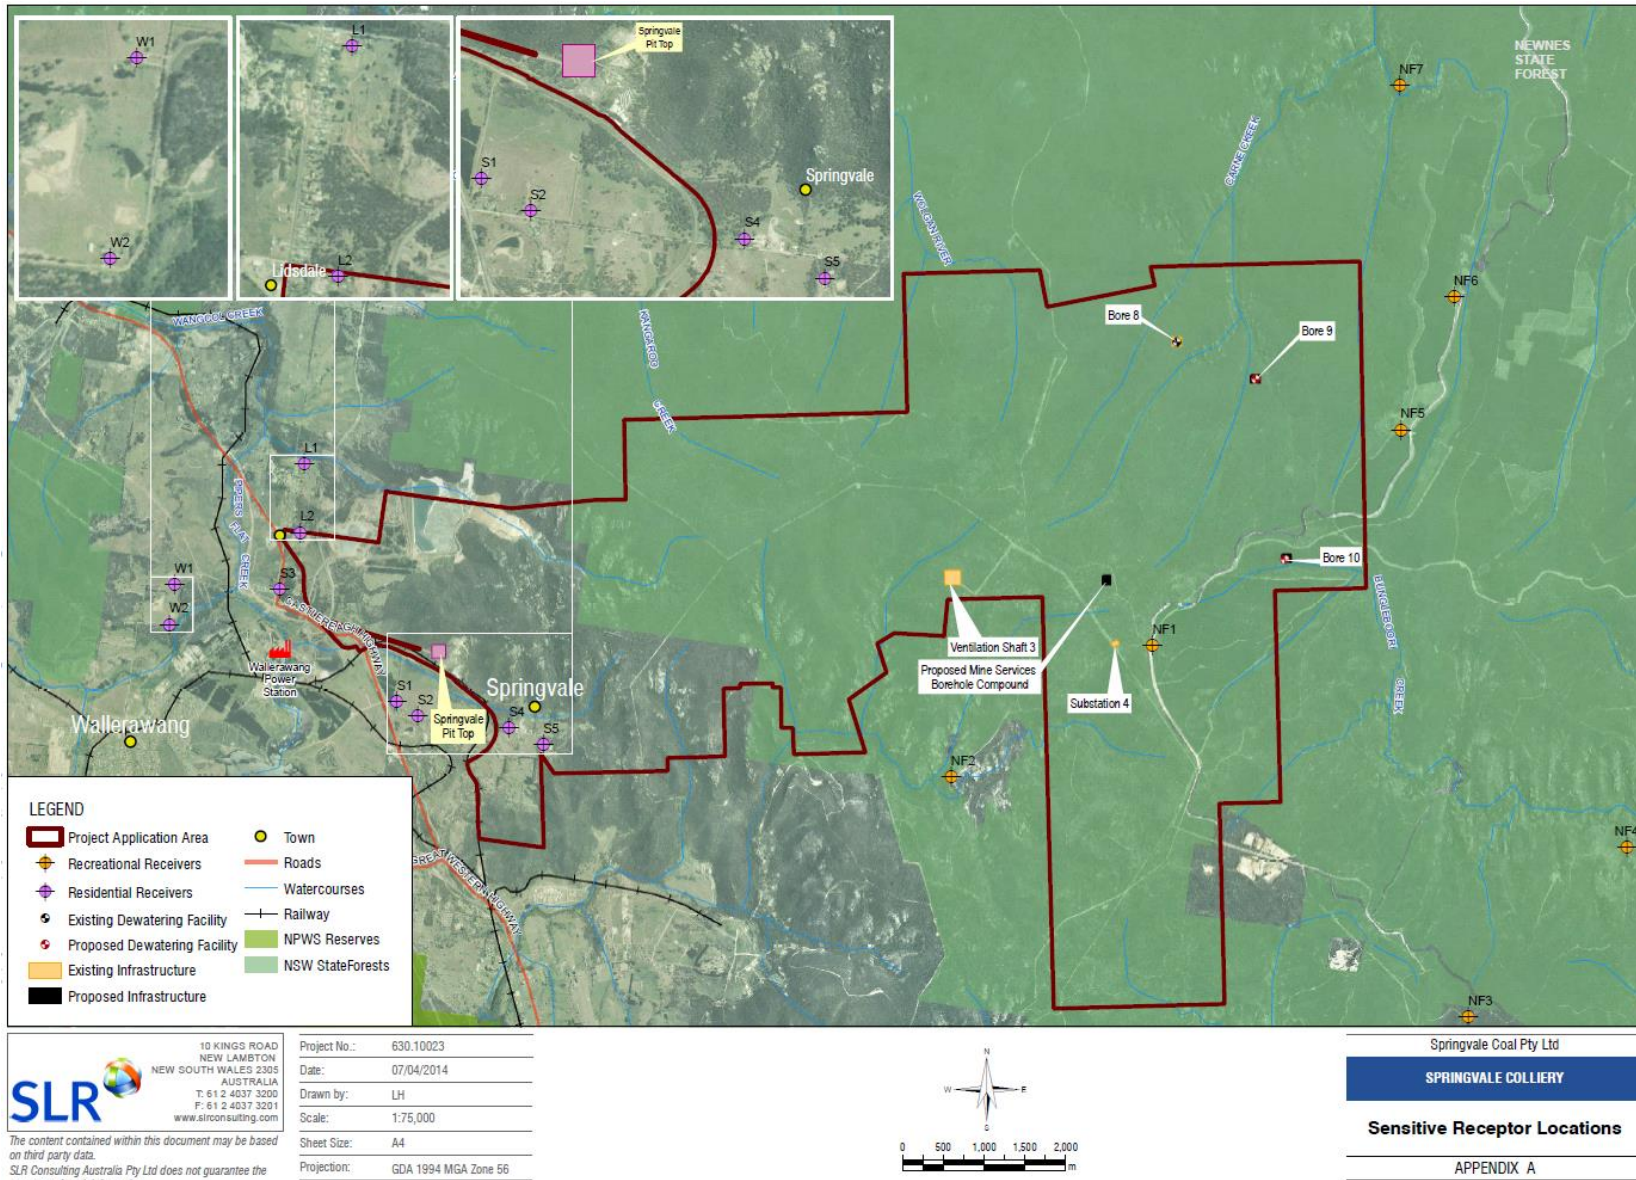 W1
W2
L1
Lidsdale
L2
Springvale
Pit Top
S1
S2
Springvale
S4
S5
NEWNES
STATE
FOREST
NF7
CARNE CREEK
WOLGAN RIVER
NF6
Bore 8
Bore 9
WANGCOL CREEK
KANGAROO
CREEK
NF5
L1
PIPERS
FLAT
CREEK
L2
W1
S3
W2
CASTLEREAGH HIGHWAY
Bore 10
Ventilation Shaft 3
NF1
Proposed Mine Services
Borehole Compound
Substation 4
CREEK
Wallerawang
Power
Station
S1
S2
Springvale
Springvale
Pit Top
S4
S5
Wallerawang
NF2
NF4
NF3
GREAT WESTERN HIGHWAY
LEGEND
Project Application Area
Recreational Receivers
Residential Receivers
Existing Dewatering Facility
Proposed Dewatering Facility
Existing Infrastructure
Proposed Infrastructure
Town
Roads
Watercourses
Railway
NPWS Reserves
NSW StateForests
SLR
10 KINGS ROAD
NEW LAMBTON
NEW SOUTH WALES 2305
AUSTRALIA
T: 61 2 4037 3200
F: 61 2 4037 3201
www.slrconsulting.com
The content contained within this document may be based
on third party data.
SLR Consulting Australia Pty Ltd does not guarantee the
Project No.: 630.10023
Date: 07/04/2014
Drawn by: LH
Scale: 1:75,000
Sheet Size: A4
Projection: GDA 1994 MGA Zone 56
N
W E
S
0 500 1,000 1,500 2,000
m
Springvale Coal Pty Ltd
SPRINGVALE COLLIERY
Sensitive Receptor Locations
APPENDIX A